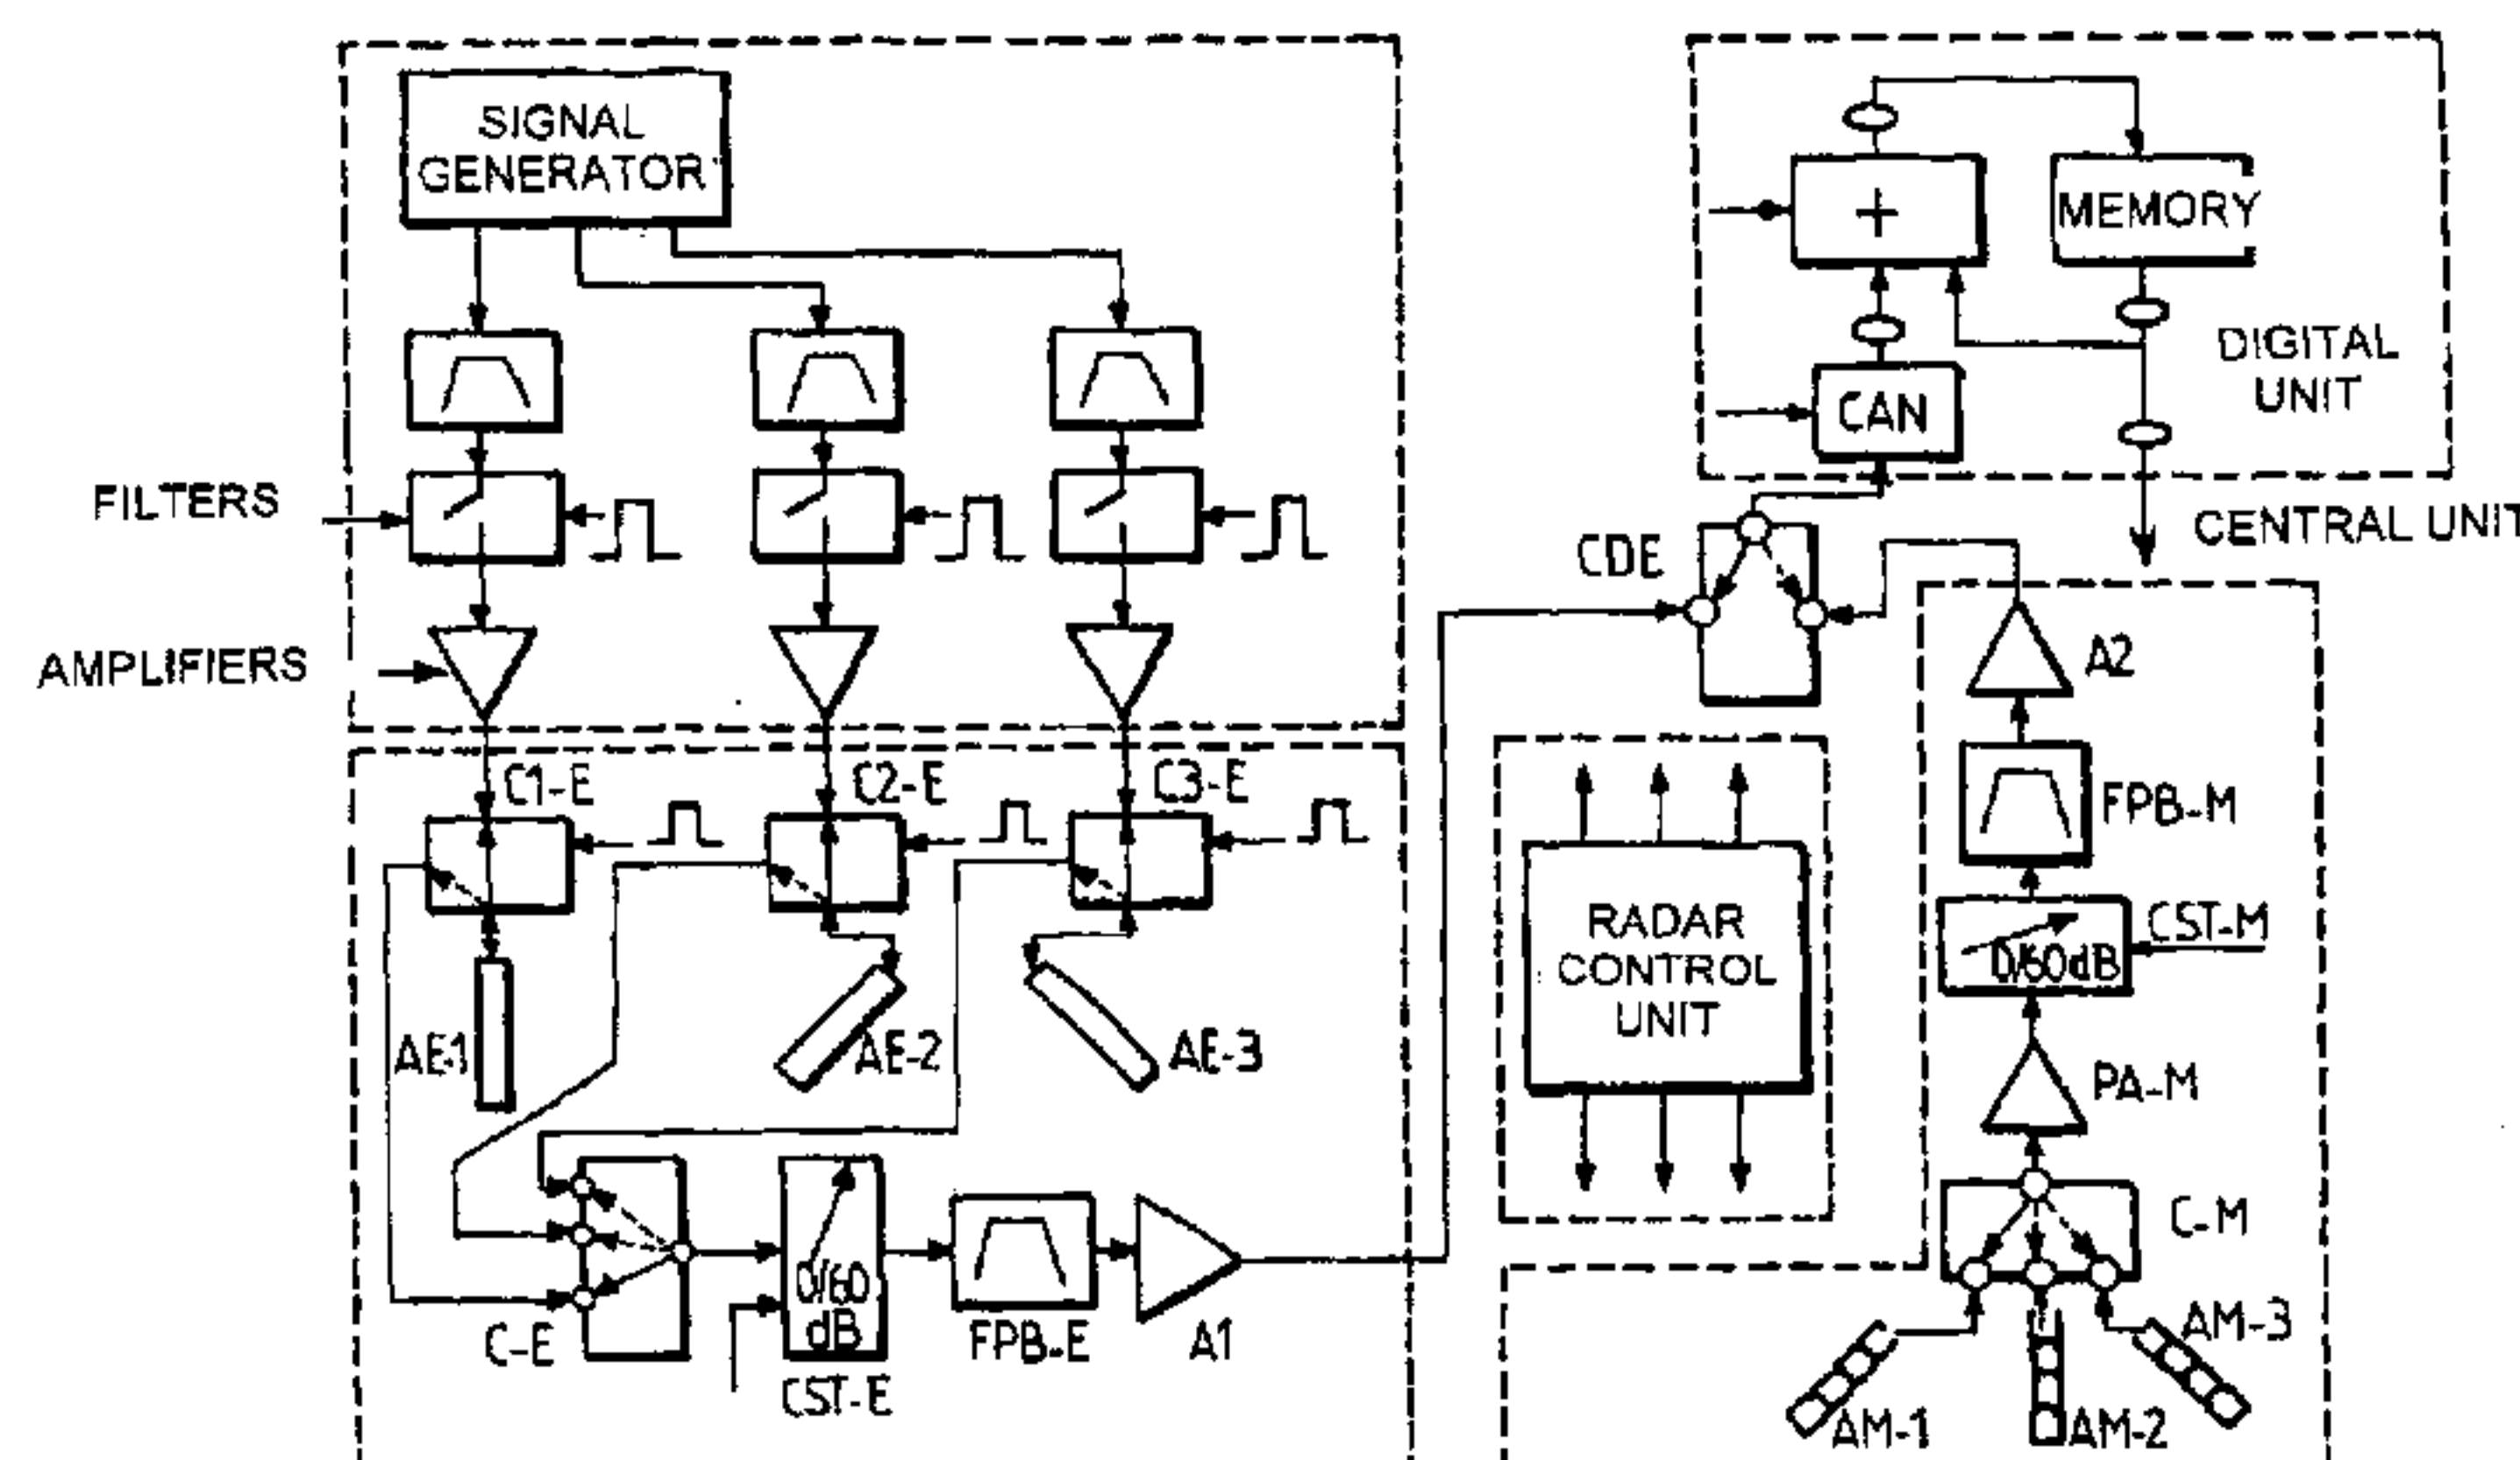 SIGNAL
GENERATOR
+
MEMORY
DIGITAL
UNIT
CAN
FILTERS
CENTRAL UNIT
CDE
AMPLIFIERS
A2
C1-E
C2-E
C3-E
FPB-M
RADAR
CONTROL
UNIT
CST-M
0/60dB
AE-1
AE-2
AE-3
PA-M
C-M
0/60
dB
C-E
FPB-E
A1
AM-3
CST-E
AM-1
AM-2